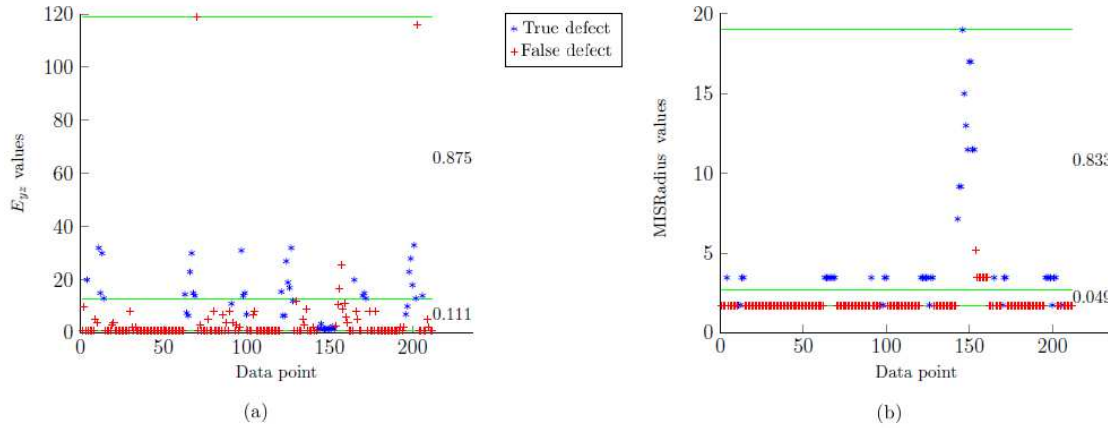 120
100
80
60
40
20
0
E_yz values
0.875
0.111
0 50 100 150 200
Data point
(a)
True defect
False defect
20
15
10
5
0
MISRadius values
0.833
0.049
0 50 100 150 200
Data point
(b)